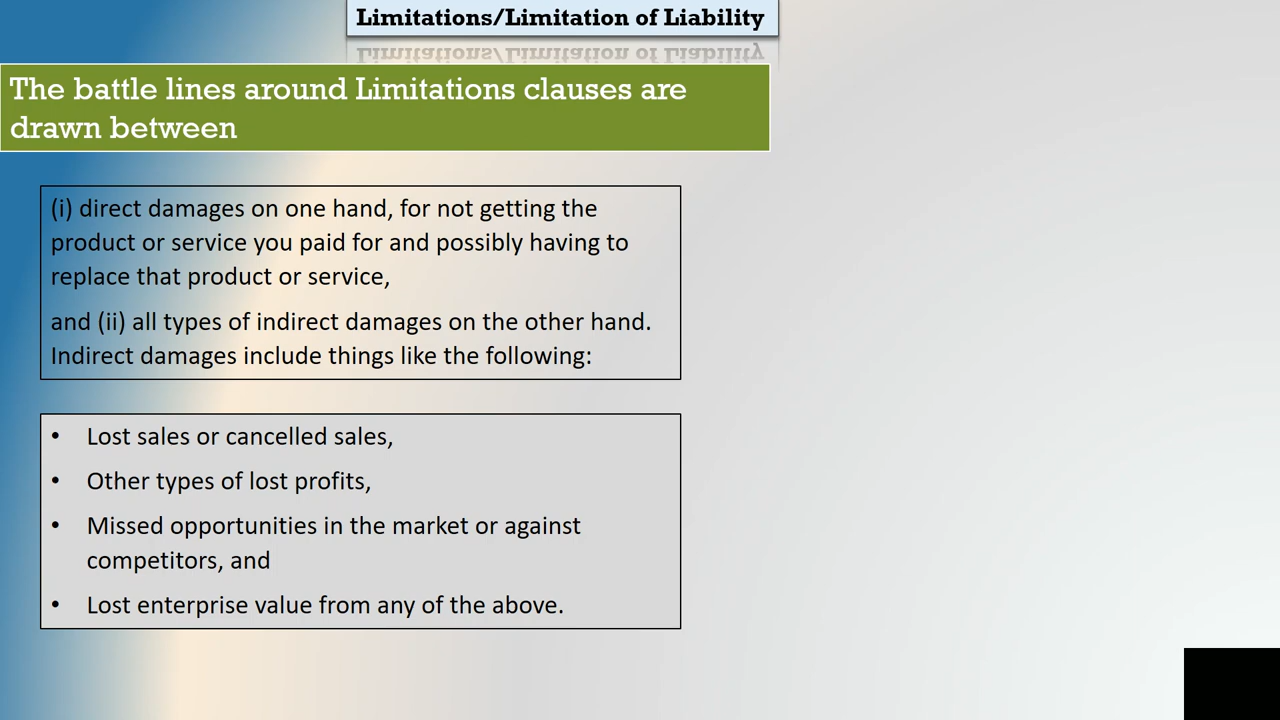 Limitations/Limitation of Liability
The battle lines around Limitations clauses are
drawn between
(i) direct damages on one hand, for not getting the
product or service you paid for and possibly having to
replace that product or service,
and (ii) all types of indirect damages on the other hand.
Indirect damages include things like the following:
• Lost sales or cancelled sales,
• Other types of lost profits,
• Missed opportunities in the market or against
competitors, and
• Lost enterprise value from any of the above.